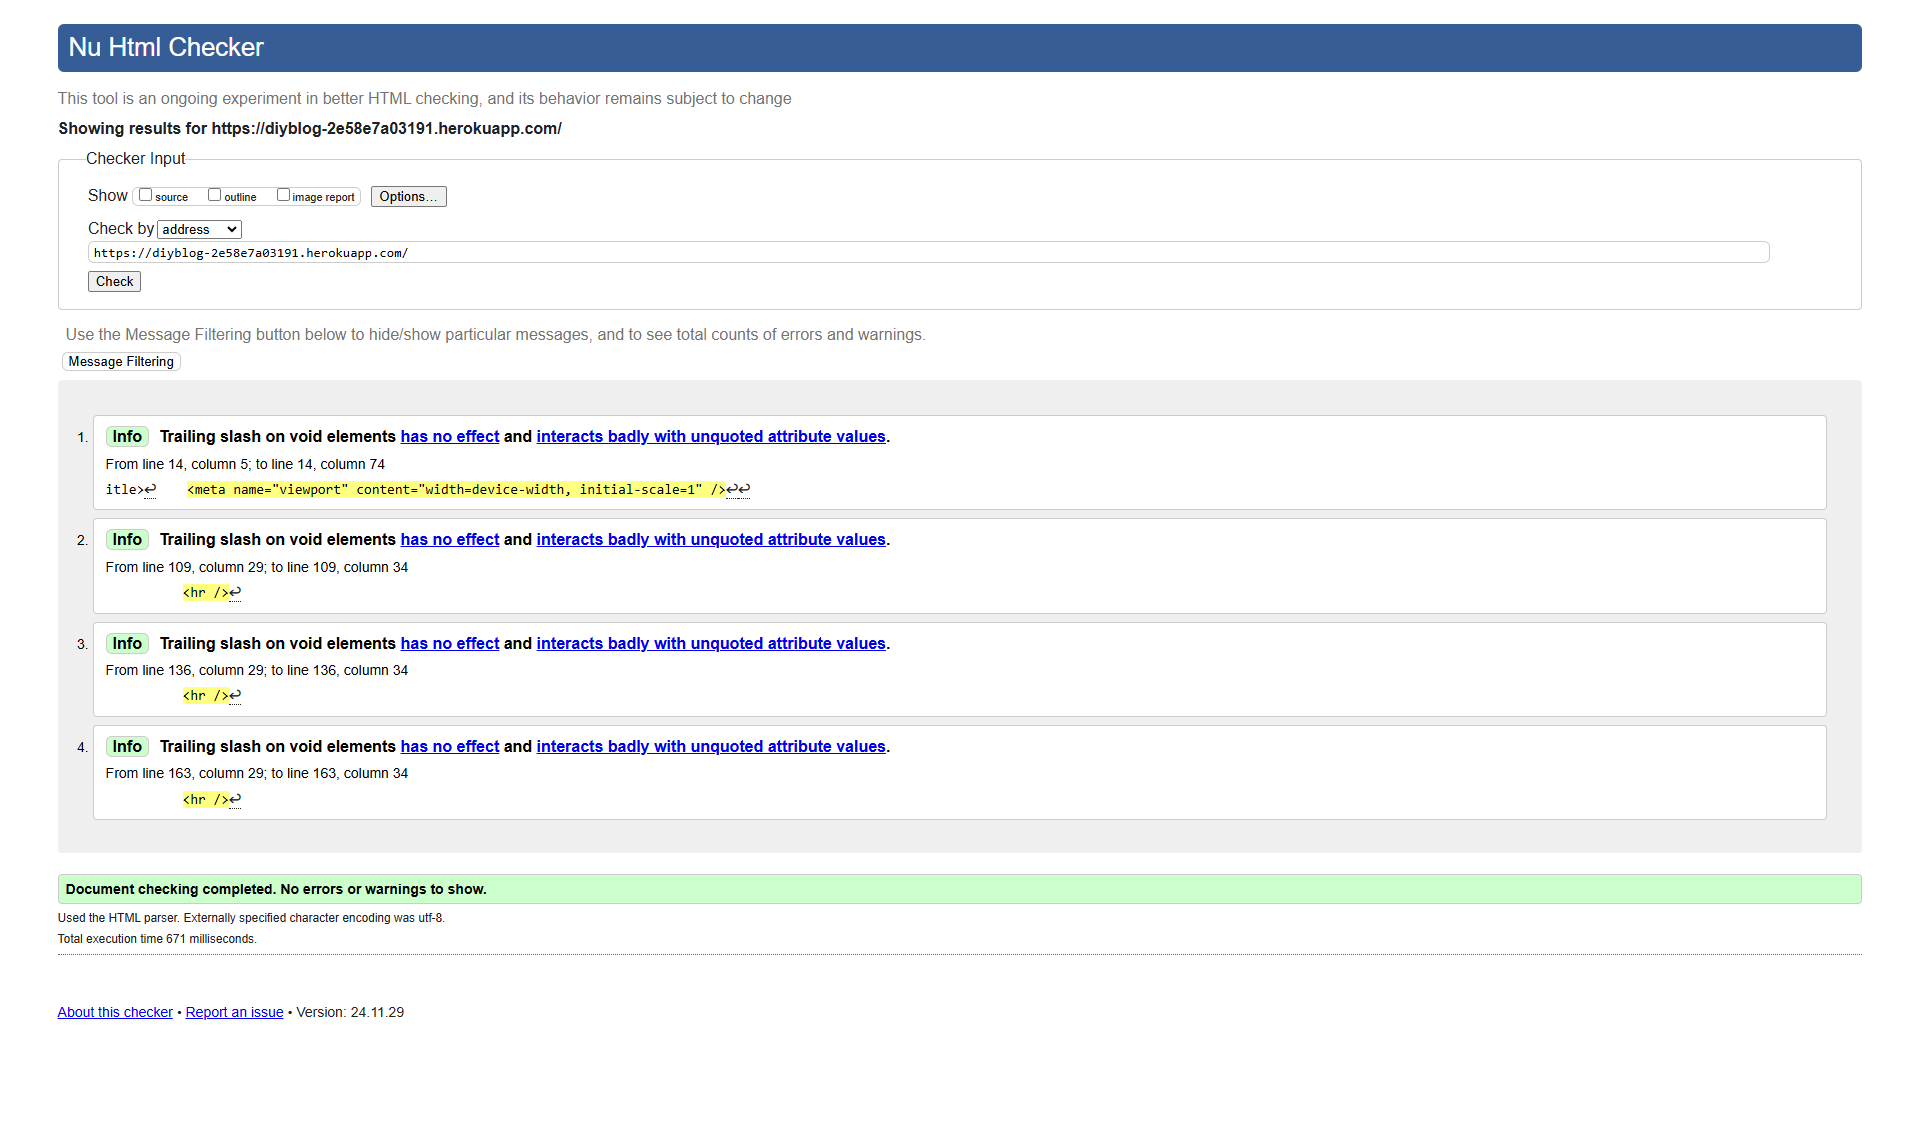 Nu Html Checker
This tool is an ongoing experiment in better HTML checking, and its behavior remains subject to change
Showing results for https://diyblog-2e58e7a03191.herokuapp.com/
Checker Input
Show source outline image report Options...
Check by address
https://diyblog-2e58e7a03191.herokuapp.com/
Check
Use the Message Filtering button below to hide/show particular messages, and to see total counts of errors and warnings.
Message Filtering
1. Info Trailing slash on void elements has no effect and interacts badly with unquoted attribute values.
From line 14, column 5; to line 14, column 74
itle>↩ <meta name="viewport" content="width=device-width, initial-scale=1" />↩↩
2. Info Trailing slash on void elements has no effect and interacts badly with unquoted attribute values.
From line 109, column 29; to line 109, column 34
<hr />↩
3. Info Trailing slash on void elements has no effect and interacts badly with unquoted attribute values.
From line 136, column 29; to line 136, column 34
<hr />↩
4. Info Trailing slash on void elements has no effect and interacts badly with unquoted attribute values.
From line 163, column 29; to line 163, column 34
<hr />↩
Document checking completed. No errors or warnings to show.
Used the HTML parser. Externally specified character encoding was utf-8.
Total execution time 671 milliseconds.
About this checker • Report an issue • Version: 24.11.29